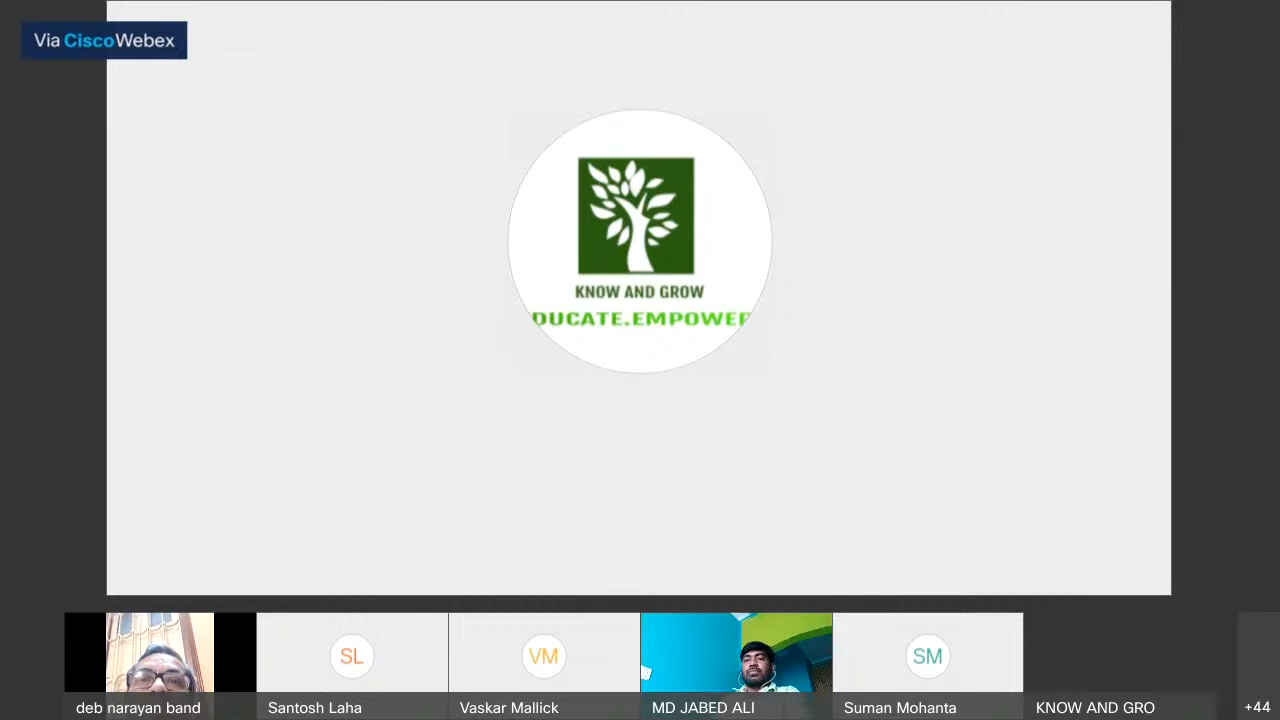 Via CiscoWebex
KNOW AND GROW
DUCATE.EMPOWER
SL
VM
SM
deb narayan band
Santosh Laha
Vaskar Mallick
MD JABED ALI
Suman Mohanta
KNOW AND GRO
+44